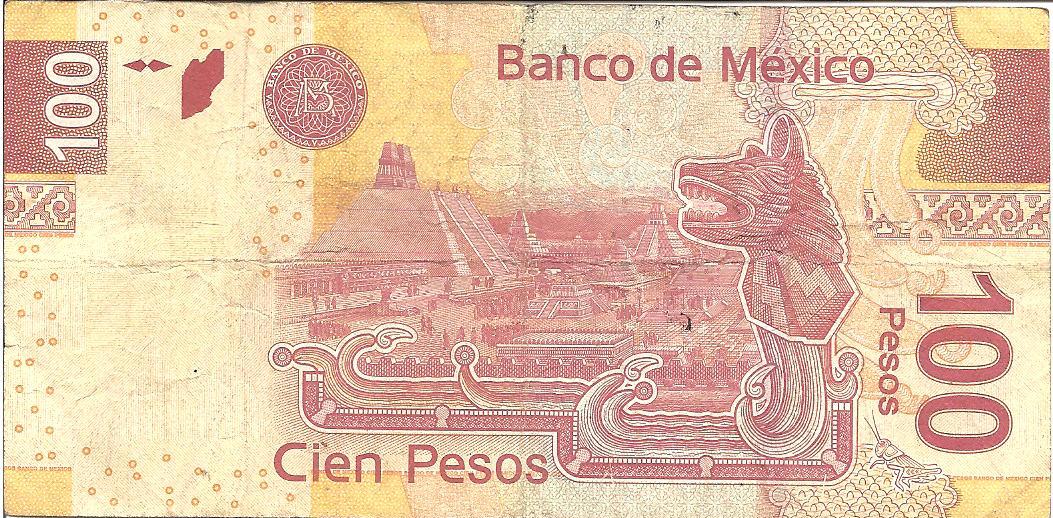 100
BANCO DE MÉXICO
Banco de México
100
Pesos
Cien Pesos